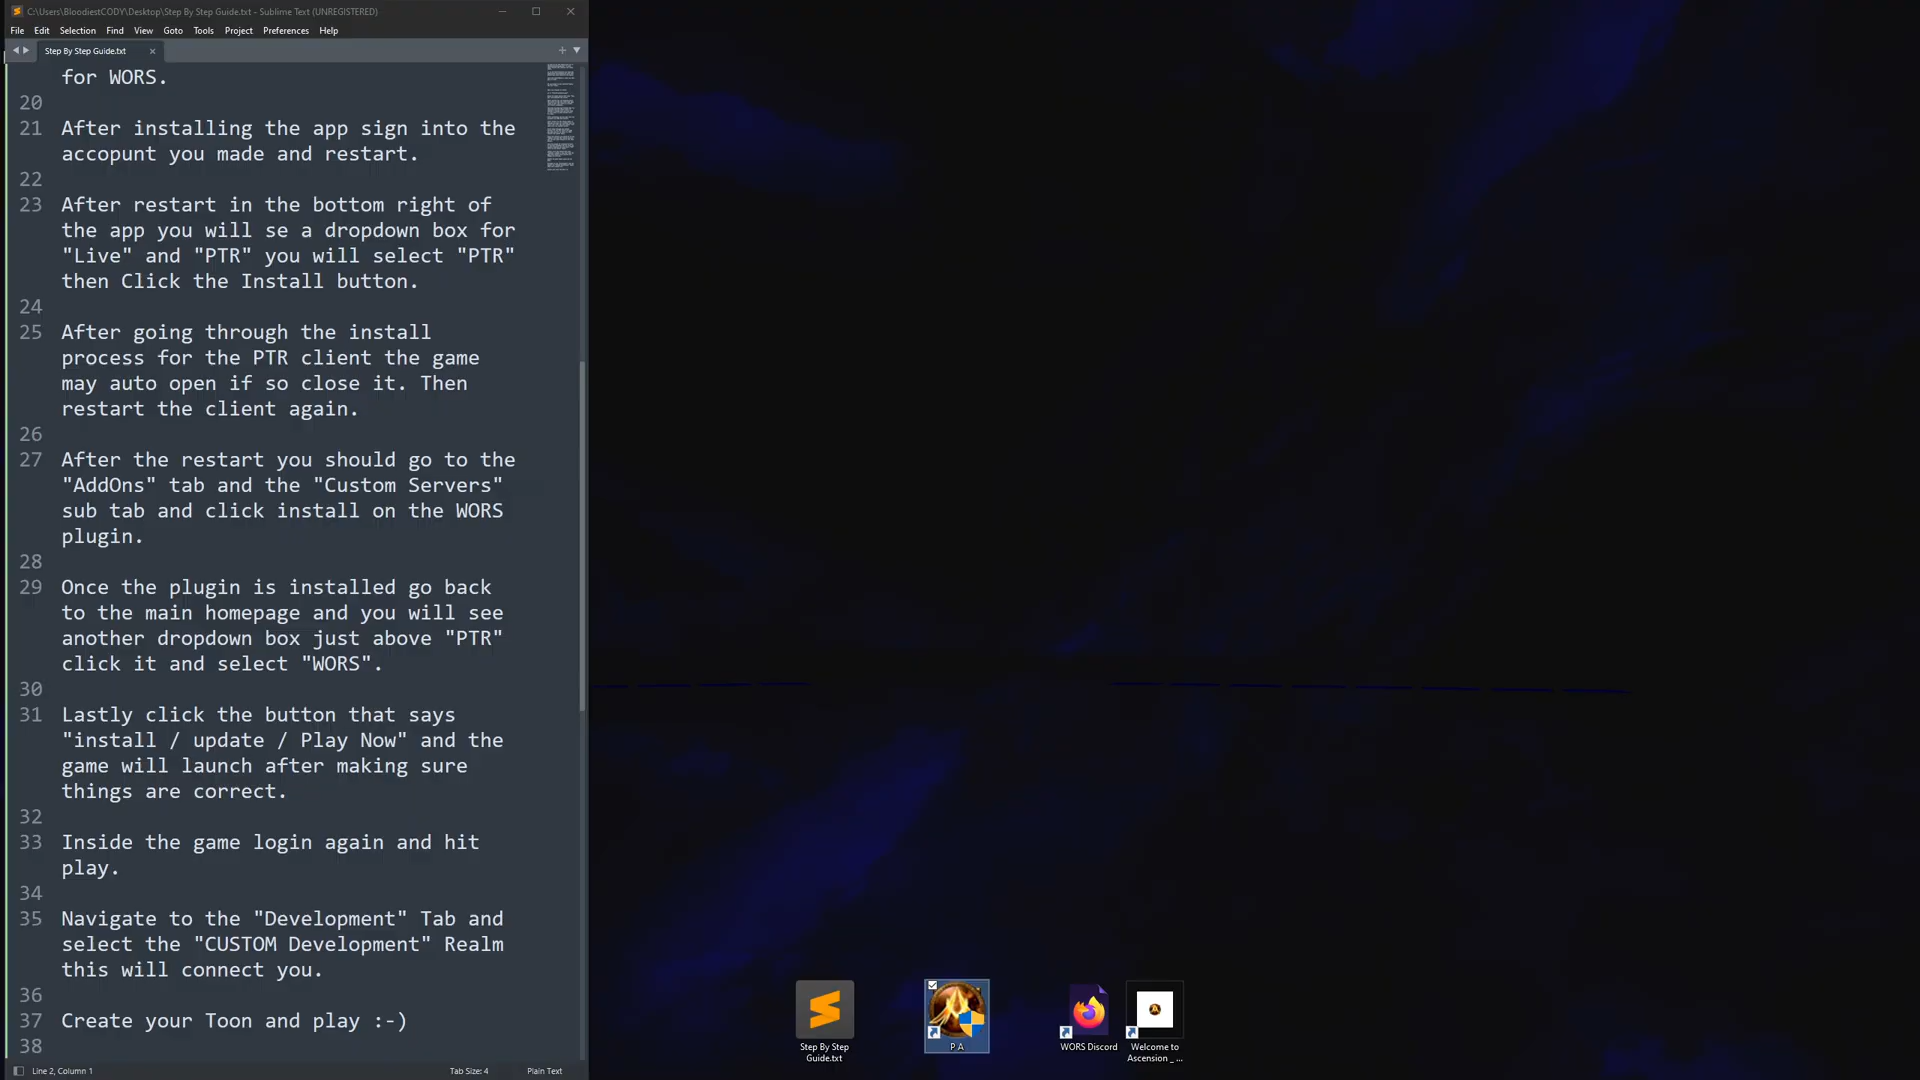 C:\Users\BloodiestCODY\Desktop\Step By Step Guide.txt - Sublime Text (UNREGISTERED)
File Edit Selection Find View Goto Tools Project Preferences Help
Step By Step Guide.txt
for WORS.
20
21 After installing the app sign into the
accopunt you made and restart.
22
23 After restart in the bottom right of
the app you will se a dropdown box for
"Live" and "PTR" you will select "PTR"
then Click the Install button.
24
25 After going through the install
process for the PTR client the game
may auto open if so close it. Then
restart the client again.
26
27 After the restart you should go to the
"AddOns" tab and the "Custom Servers"
sub tab and click install on the WORS
plugin.
28
29 Once the plugin is installed go back
to the main homepage and you will see
another dropdown box just above "PTR"
click it and select "WORS".
30
31 Lastly click the button that says
"install / update / Play Now" and the
game will launch after making sure
things are correct.
32
33 Inside the game login again and hit
play.
34
35 Navigate to the "Development" Tab and
select the "CUSTOM Development" Realm
this will connect you.
36
37 Create your Toon and play :-)
38
Line 2, Column 1 Tab Size: 4 Plain Text
Step By Step
Guide.txt
P A
WORS Discord
Welcome to
Ascension _ ...